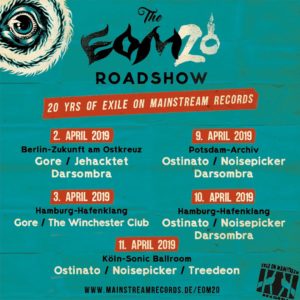 The
EOM20
ROADSHOW
20 YRS OF EXILE ON MAINSTREAM RECORDS
2. APRIL 2019
Berlin-Zukunft am Ostkreuz
Gore / Jehacktet
Darsombra
9. APRIL 2019
Potsdam-Archiv
Ostinato / Noisepicker
Darsombra
3. APRIL 2019
Hamburg-Hafenklang
Gore / The Winchester Club
10. APRIL 2019
Hamburg-Hafenklang
Ostinato / Noisepicker
Darsombra
11. APRIL 2019
Köln-Sonic Ballroom
Ostinato / Noisepicker / Treedeon
WWW.MAINSTREAMRECORDS.DE/EOM20